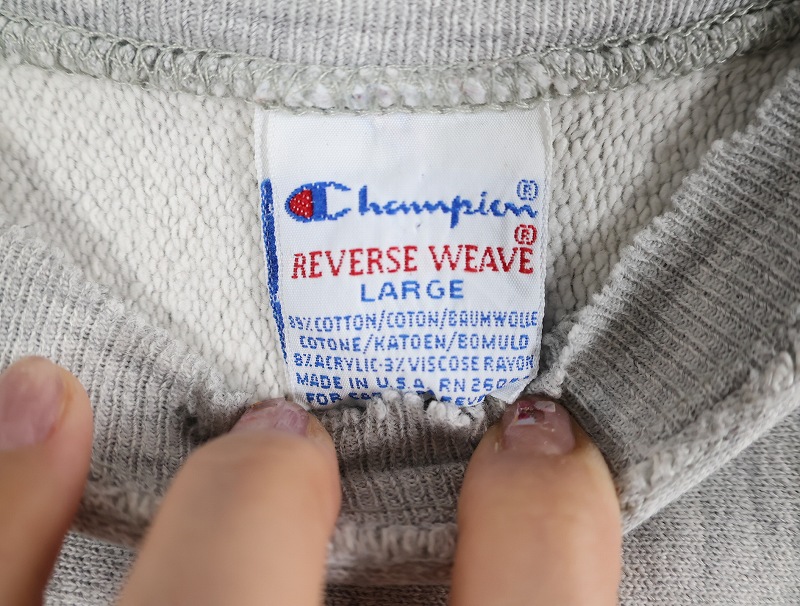 Champion®
REVERSE WEAVE®
LARGE
89% COTTON/COTON/BAUMWOLLE
COTONE/KATOEN/BOMULD
8% ACRYLIC-3% VISCOSE RAYON
MADE IN U.S.A. RN
FOR